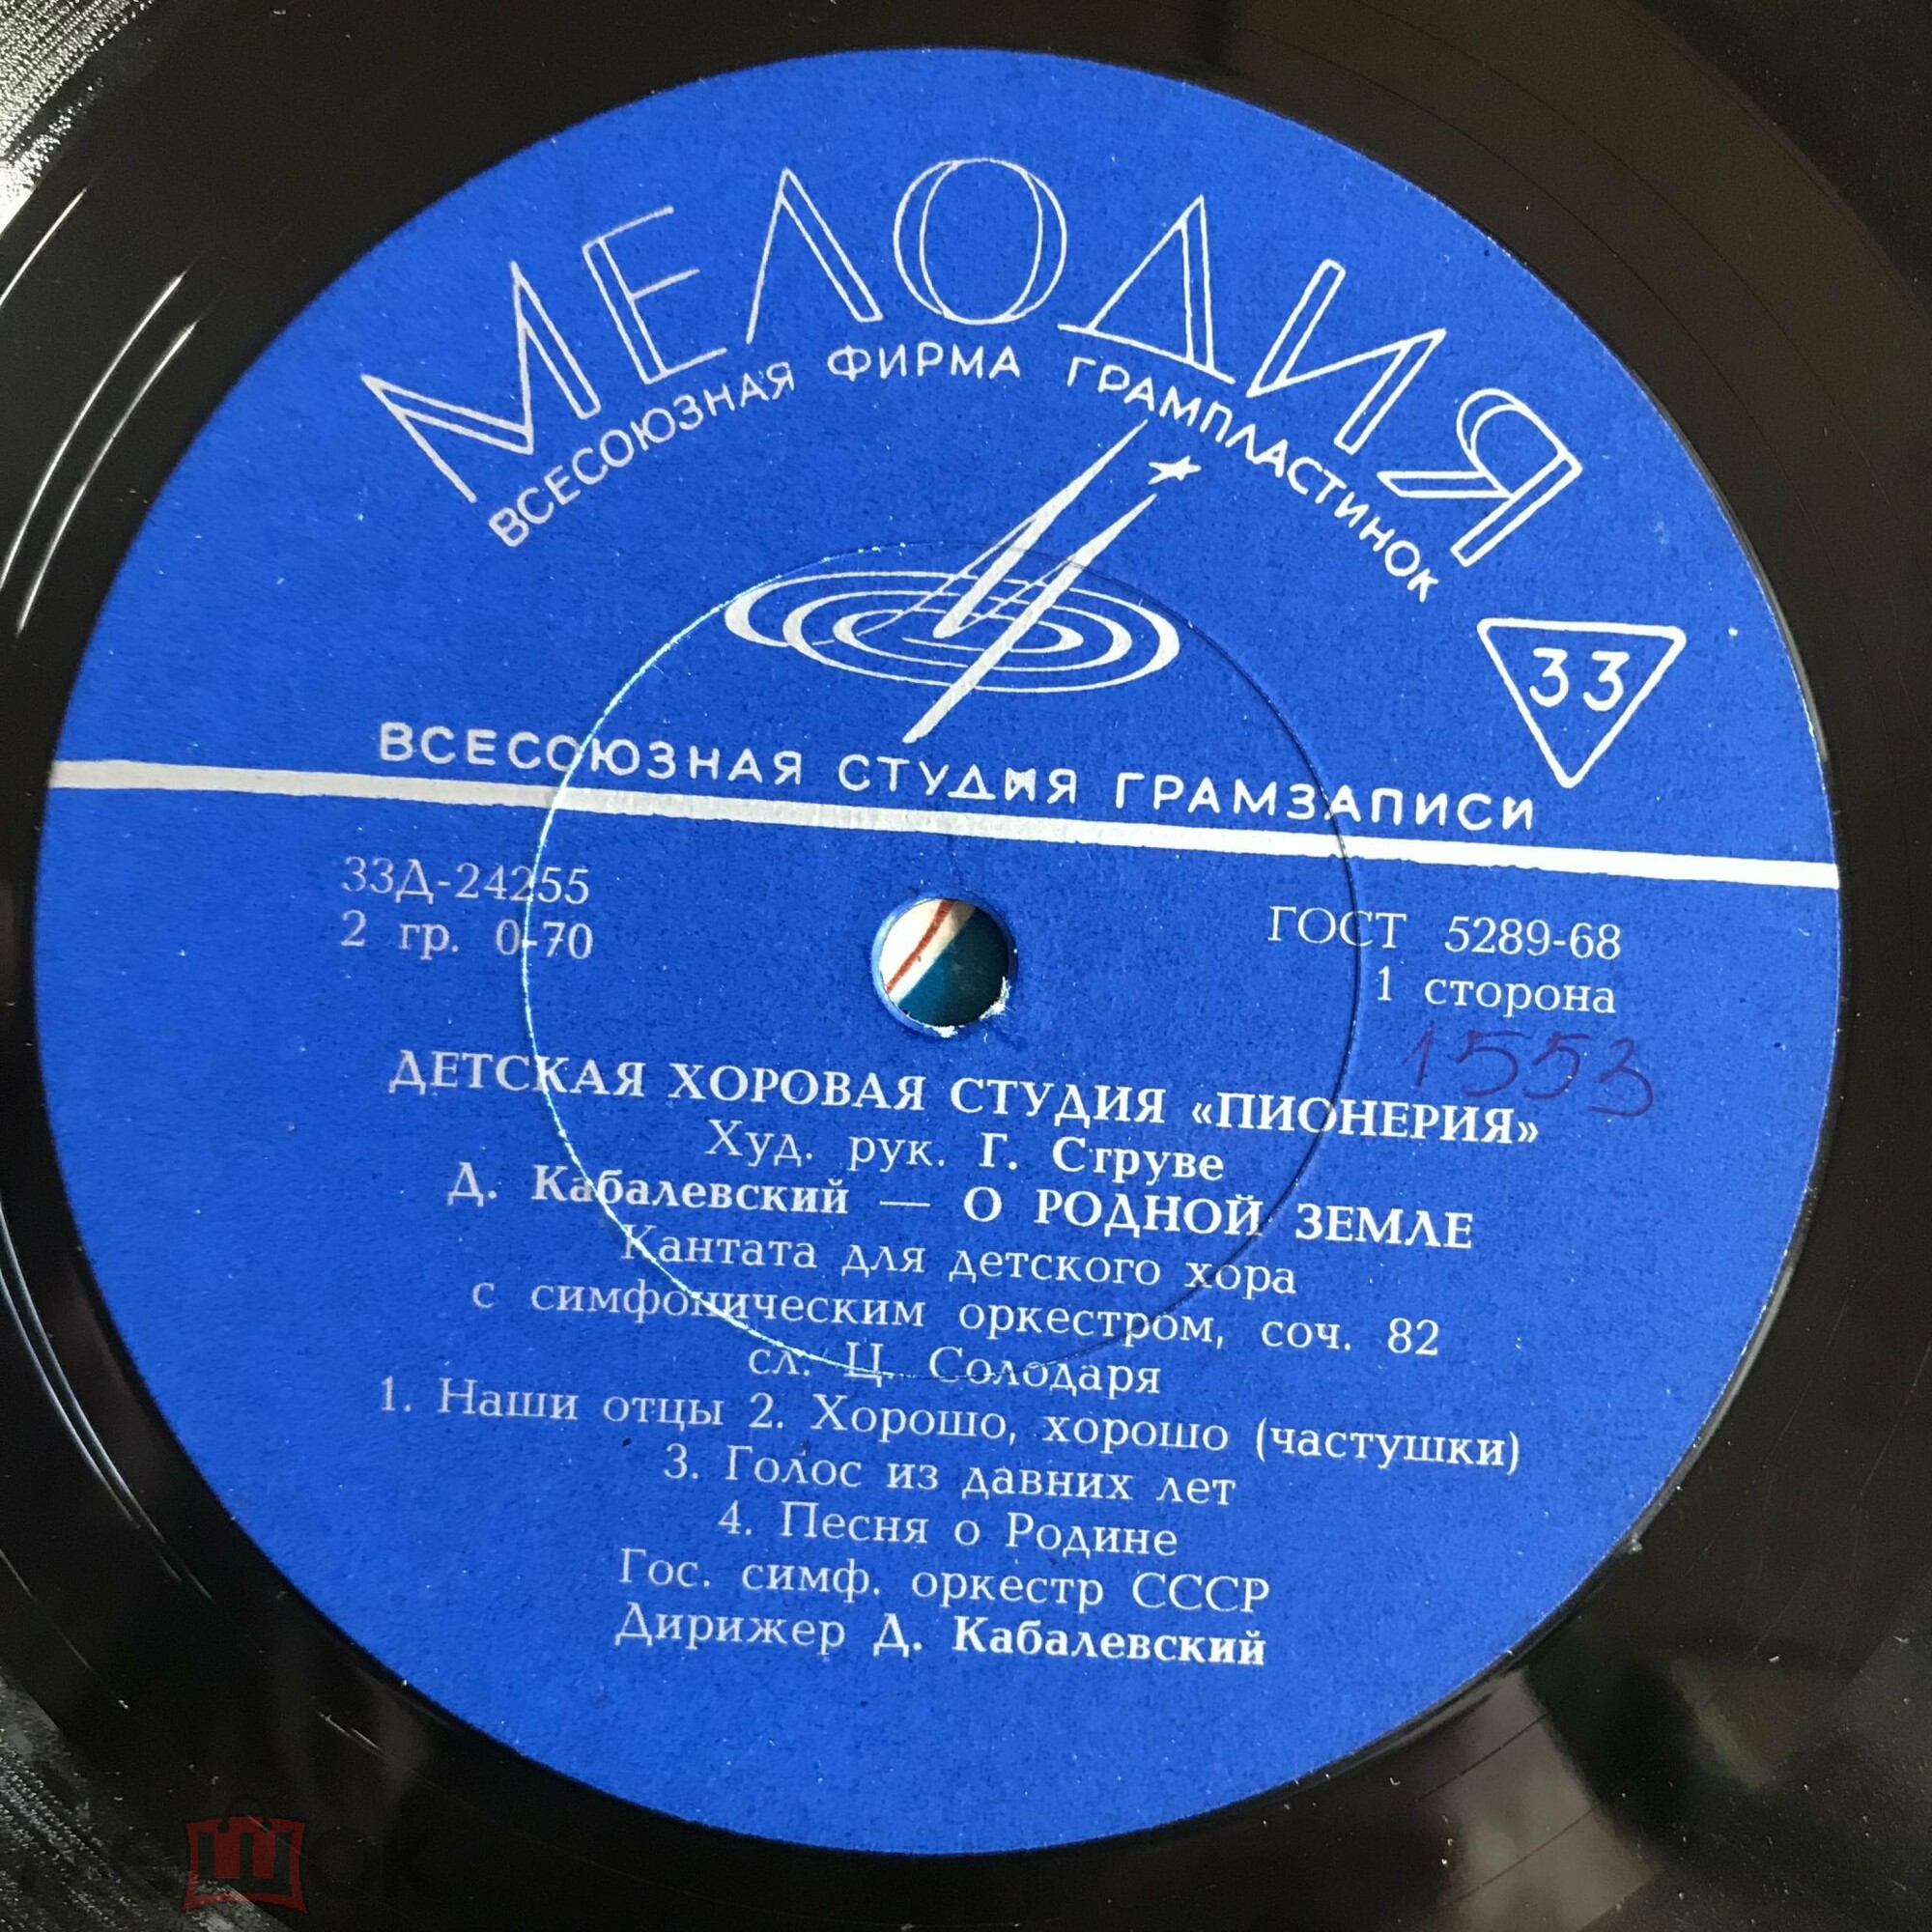 МЕЛОДИЯ
ВСЕСОЮЗНАЯ ФИРМА ГРАМПЛАСТИНОК
33
ВСЕСОЮЗНАЯ СТУДИЯ ГРАМЗАПИСИ
33Д-24255
2 гр. 0-70
ГОСТ 5289-68
1 сторона
1553
ДЕТСКАЯ ХОРОВАЯ СТУДИЯ «ПИОНЕРИЯ»
Худ. рук. Г. Струве
Д. Кабалевский — О РОДНОЙ ЗЕМЛЕ
Кантата для детского хора
с симфоническим оркестром, соч. 82
сл. Ц. Солодаря
1. Наши отцы 2. Хорошо, хорошо (частушки)
3. Голос из давних лет
4. Песня о Родине
Гос. симф. оркестр СССР
Дирижер Д. Кабалевский